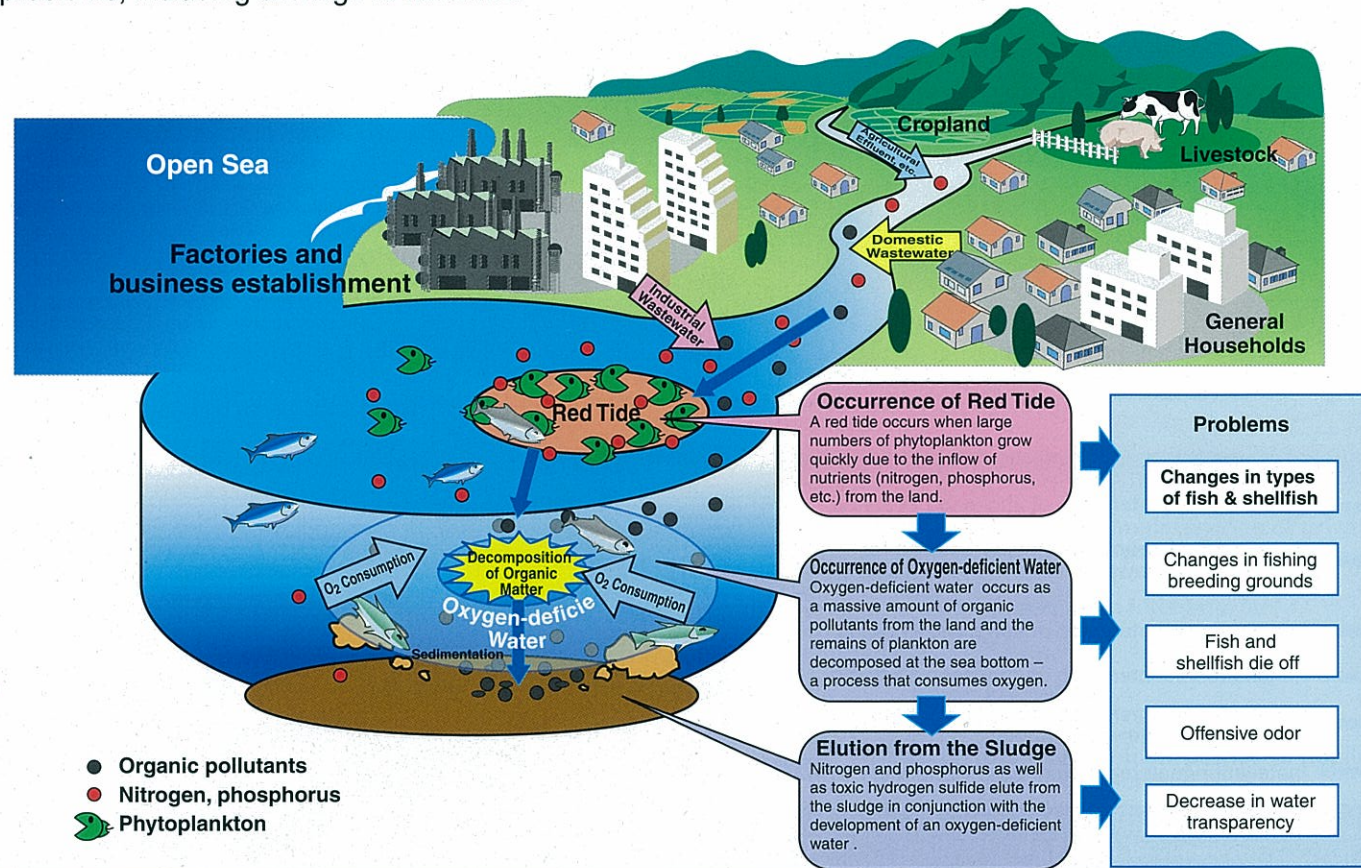 Open Sea
Factories and
business establishment
Cropland
Livestock
Agricultural
Effluent, etc.
Domestic
Wastewater
Industrial
Wastewater
General
Households
Red Tide
Occurrence of Red Tide
A red tide occurs when large
numbers of phytoplankton grow
quickly due to the inflow of
nutrients (nitrogen, phosphorus,
etc.) from the land.
Problems
Changes in types
of fish & shellfish
Changes in fishing
breeding grounds
Fish and
shellfish die off
Offensive odor
Decrease in water
transparency
Decomposition
of Organic
Matter
O2 Consumption
O2 Consumption
Oxygen-deficie
Water
Sedimentation
Occurrence of Oxygen-deficient Water
Oxygen-deficient water occurs as
a massive amount of organic
pollutants from the land and the
remains of plankton are
decomposed at the sea bottom –
a process that consumes oxygen.
Elution from the Sludge
Nitrogen and phosphorus as well
as toxic hydrogen sulfide elute from
the sludge in conjunction with the
development of an oxygen-deficient
water .
Organic pollutants
Nitrogen, phosphorus
Phytoplankton